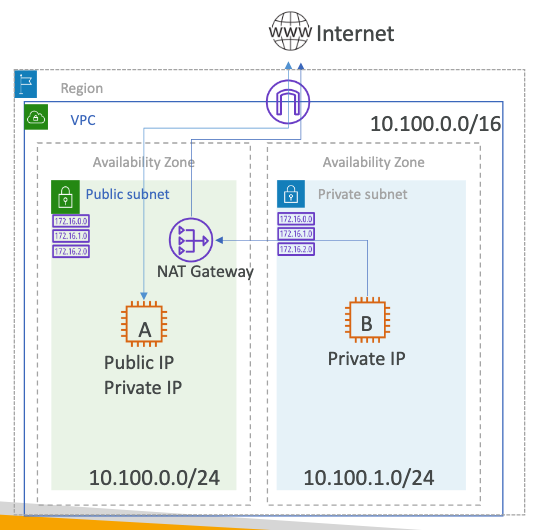 WWW
Internet
Region
VPC
10.100.0.0/16
Availability Zone
Public subnet
172.16.0.0
172.16.1.0
172.16.2.0
NAT Gateway
A
Public IP
Private IP
10.100.0.0/24
Availability Zone
Private subnet
172.16.0.0
172.16.1.0
172.16.2.0
B
Private IP
10.100.1.0/24